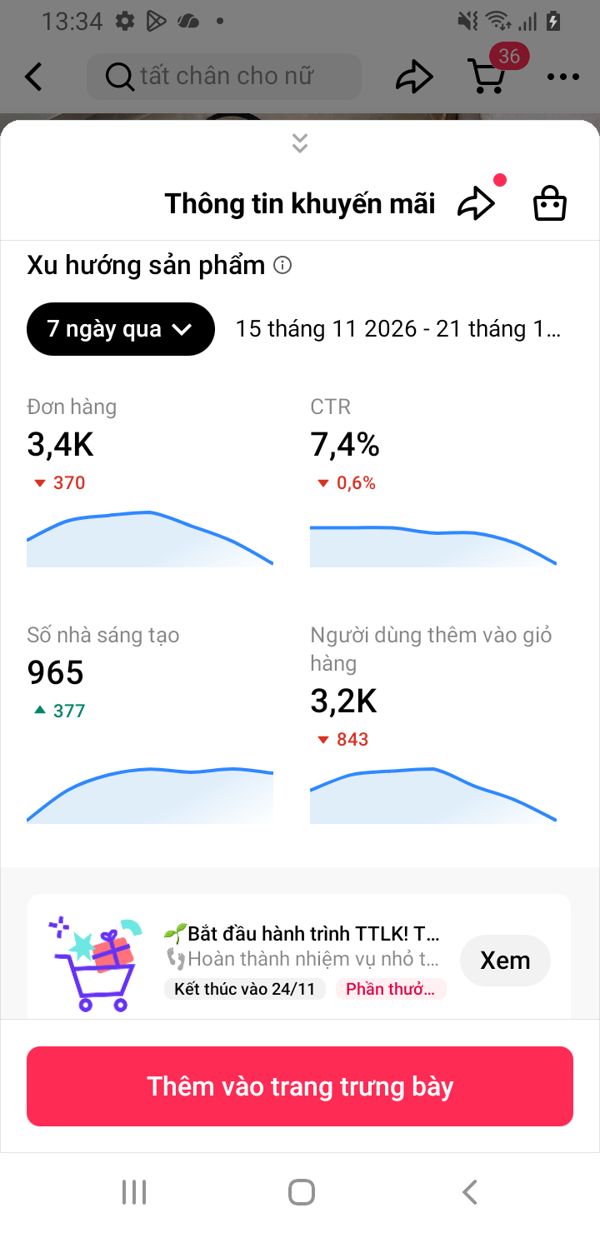 13:34
tất chân cho nữ
36
Thông tin khuyến mãi
Xu hướng sản phẩm
7 ngày qua
15 tháng 11 2026 - 21 tháng 1...
Đơn hàng
3,4K
370
CTR
7,4%
0,6%
Số nhà sáng tạo
965
377
Người dùng thêm vào giỏ
hàng
3,2K
843
🌱Bắt đầu hành trình TTLK! T...
👣Hoàn thành nhiệm vụ nhỏ t...
Kết thúc vào 24/11
Phần thưở...
Xem
Thêm vào trang trưng bày